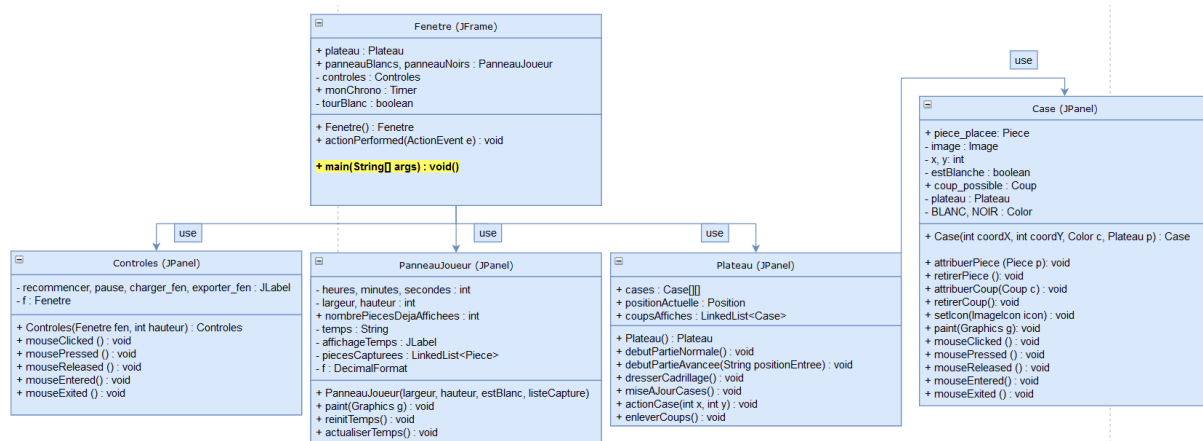 Fenetre (JFrame)
+ plateau : Plateau
+ panneauBlancs, panneauNoirs : PanneauJoueur
- controles : Controles
+ monChrono : Timer
- tourBlanc : boolean
+ Fenetre() : Fenetre
+ actionPerformed(ActionEvent e) : void
+ main(String[] args) : void()
use
use
use
use
Controles (JPanel)
- recommencer, pause, charger_fen, exporter_fen : JLabel
- f : Fenetre
+ Controles(Fenetre fen, int hauteur) : Controles
+ mouseClicked () : void
+ mousePressed () : void
+ mouseReleased () : void
+ mouseEntered() : void
+ mouseExited () : void
PanneauJoueur (JPanel)
- heures, minutes, secondes : int
- largeur, hauteur : int
+ nombrePiecesDejaAffichees : int
- temps : String
- affichageTemps : JLabel
- piecesCapturees : LinkedList<Piece>
- f : DecimalFormat
+ PanneauJoueur(largeur, hauteur, estBlanc, listeCapture)
+ paint(Graphics g) : void
+ reinitTemps() : void
+ actualiserTemps() : void
Plateau (JPanel)
+ cases : Case[][]
+ positionActuelle : Position
+ coupsAffiches : LinkedList<Case>
+ Plateau() : Plateau
+ debutPartieNormale() : void
+ debutPartieAvancee(String positionEntree) : void
+ dresserCadrillage() : void
+ miseAJourCases() : void
+ actionCase(int x, int y) : void
+ enleverCoups() : void
Case (JPanel)
+ piece_placee: Piece
- image : Image
- x, y: int
- estBlanche : boolean
+ coup_possible : Coup
- plateau : Plateau
- BLANC, NOIR : Color
+ Case(int coordX, int coordY, Color c, Plateau p) : Case
+ attribuerPiece (Piece p): void
+ retirerPiece (): void
+ attribuerCoup(Coup c) : void
+ retirerCoup(): void
+ setIcon(ImageIcon icon) : void
+ paint(Graphics g): void
+ mouseClicked () : void
+ mousePressed () : void
+ mouseReleased () : void
+ mouseEntered(): void
+ mouseExited () : void